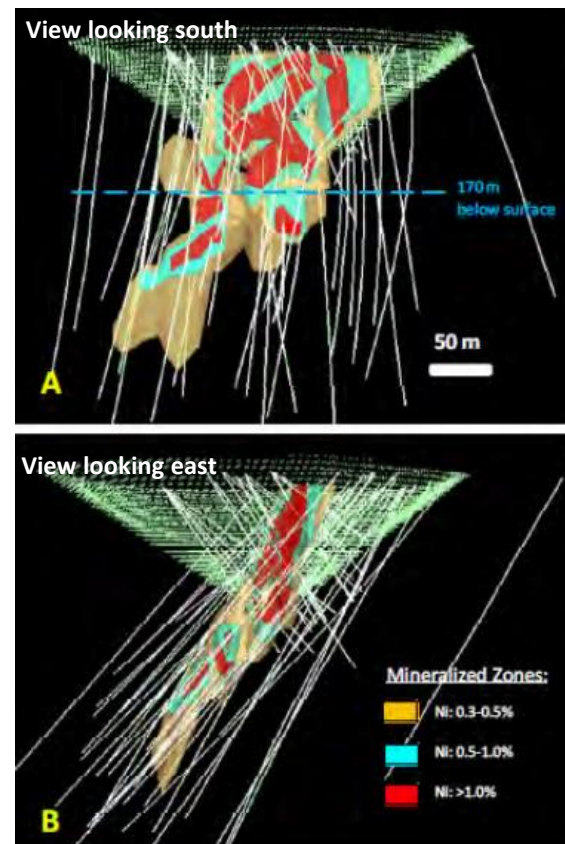 View looking south
170 m
below surface
50 m
A
View looking east
Mineralized Zones:
Ni: 0.3-0.5%
Ni: 0.5-1.0%
Ni: >1.0%
B